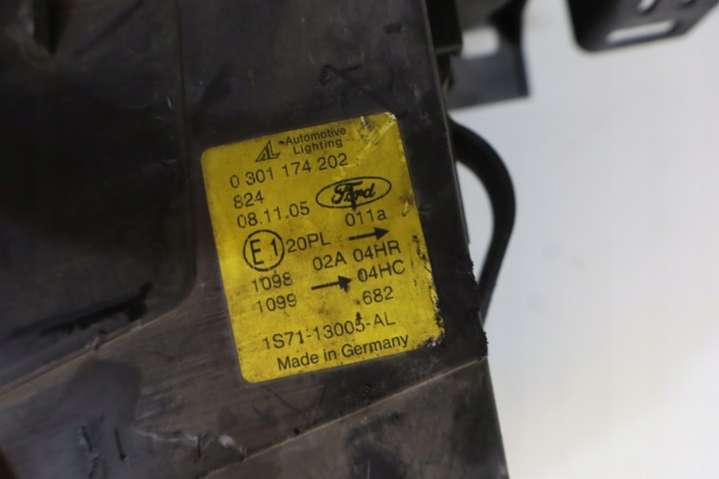 AL Automotive
Lighting
0 301 174 202
824
Ford
08.11.05 011a
E1 20PL →
1098 02A 04HR
1099 → 04HC
682
1S71-13005-AL
Made in Germany